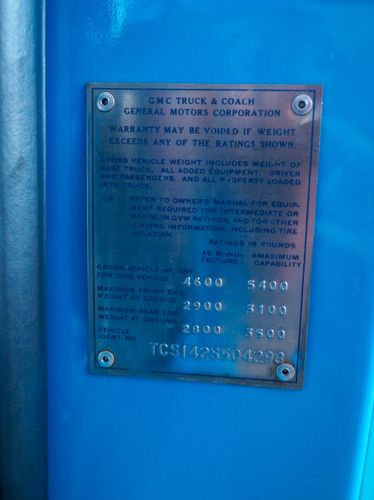 GMC TRUCK & COACH
GENERAL MOTORS CORPORATION
WARRANTY MAY BE VOIDED IF WEIGHT
EXCEEDS ANY OF THE RATINGS SHOWN.
GROSS VEHICLE WEIGHT INCLUDES WEIGHT OF
BASE TRUCK, ALL ADDED EQUIPMENT, DRIVER
AND PASSENGERS, AND ALL PROPERTY LOADED
INTO TRUCK.
REFER TO OWNER'S MANUAL FOR EQUIP-
MENT REQUIRED FOR INTERMEDIATE OR
MAXIMUM GVW RATINGS, AND FOR OTHER
LOADING INFORMATION, INCLUDING TIRE
INFLATION.
RATINGS IN POUNDS
AS MANU- *MAXIMUM
FACTURE: CAPABILITY
GROSS VEHICLE WEIGHT
FOR THIS VEHICLE 4600 5400
MAXIMUM FRONT END
WEIGHT AT GROUND 2900 3100
MAXIMUM REAR END
WEIGHT AT GROUND 2800 3500
VEHICLE
IDENT. NO. TCS142S504298